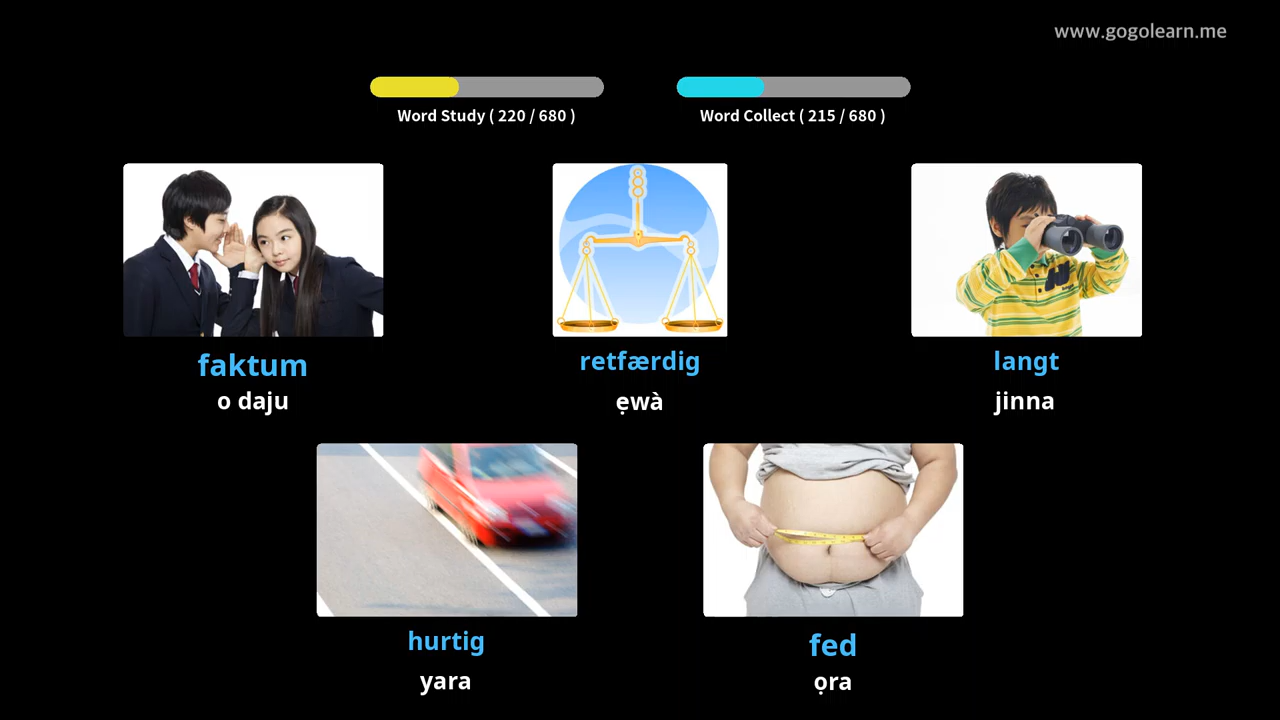 www.gogolearn.me
Word Study ( 220 / 680 )
Word Collect ( 215 / 680 )
faktum
o daju
retfærdig
ẹwà
langt
jinna
hurtig
yara
fed
ọra